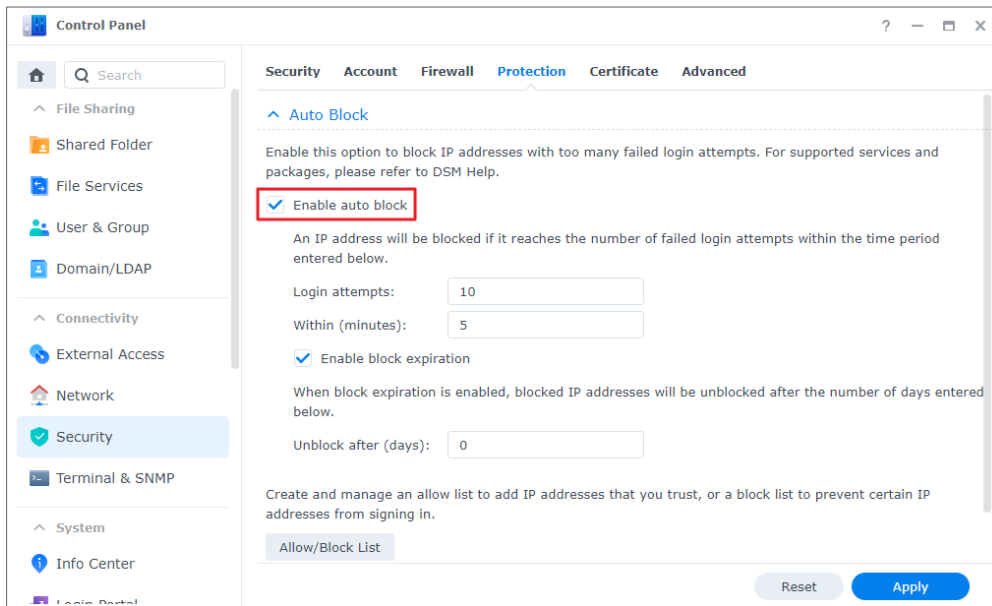 Control Panel
?
Search
File Sharing
Shared Folder
File Services
User & Group
Domain/LDAP
Connectivity
External Access
Network
Security
Terminal & SNMP
System
Info Center
Login Portal
Security Account Firewall Protection Certificate Advanced
Auto Block
Enable this option to block IP addresses with too many failed login attempts. For supported services and
packages, please refer to DSM Help.
Enable auto block
An IP address will be blocked if it reaches the number of failed login attempts within the time period
entered below.
Login attempts: 10
Within (minutes): 5
Enable block expiration
When block expiration is enabled, blocked IP addresses will be unblocked after the number of days entered
below.
Unblock after (days): 0
Create and manage an allow list to add IP addresses that you trust, or a block list to prevent certain IP
addresses from signing in.
Allow/Block List
Reset Apply